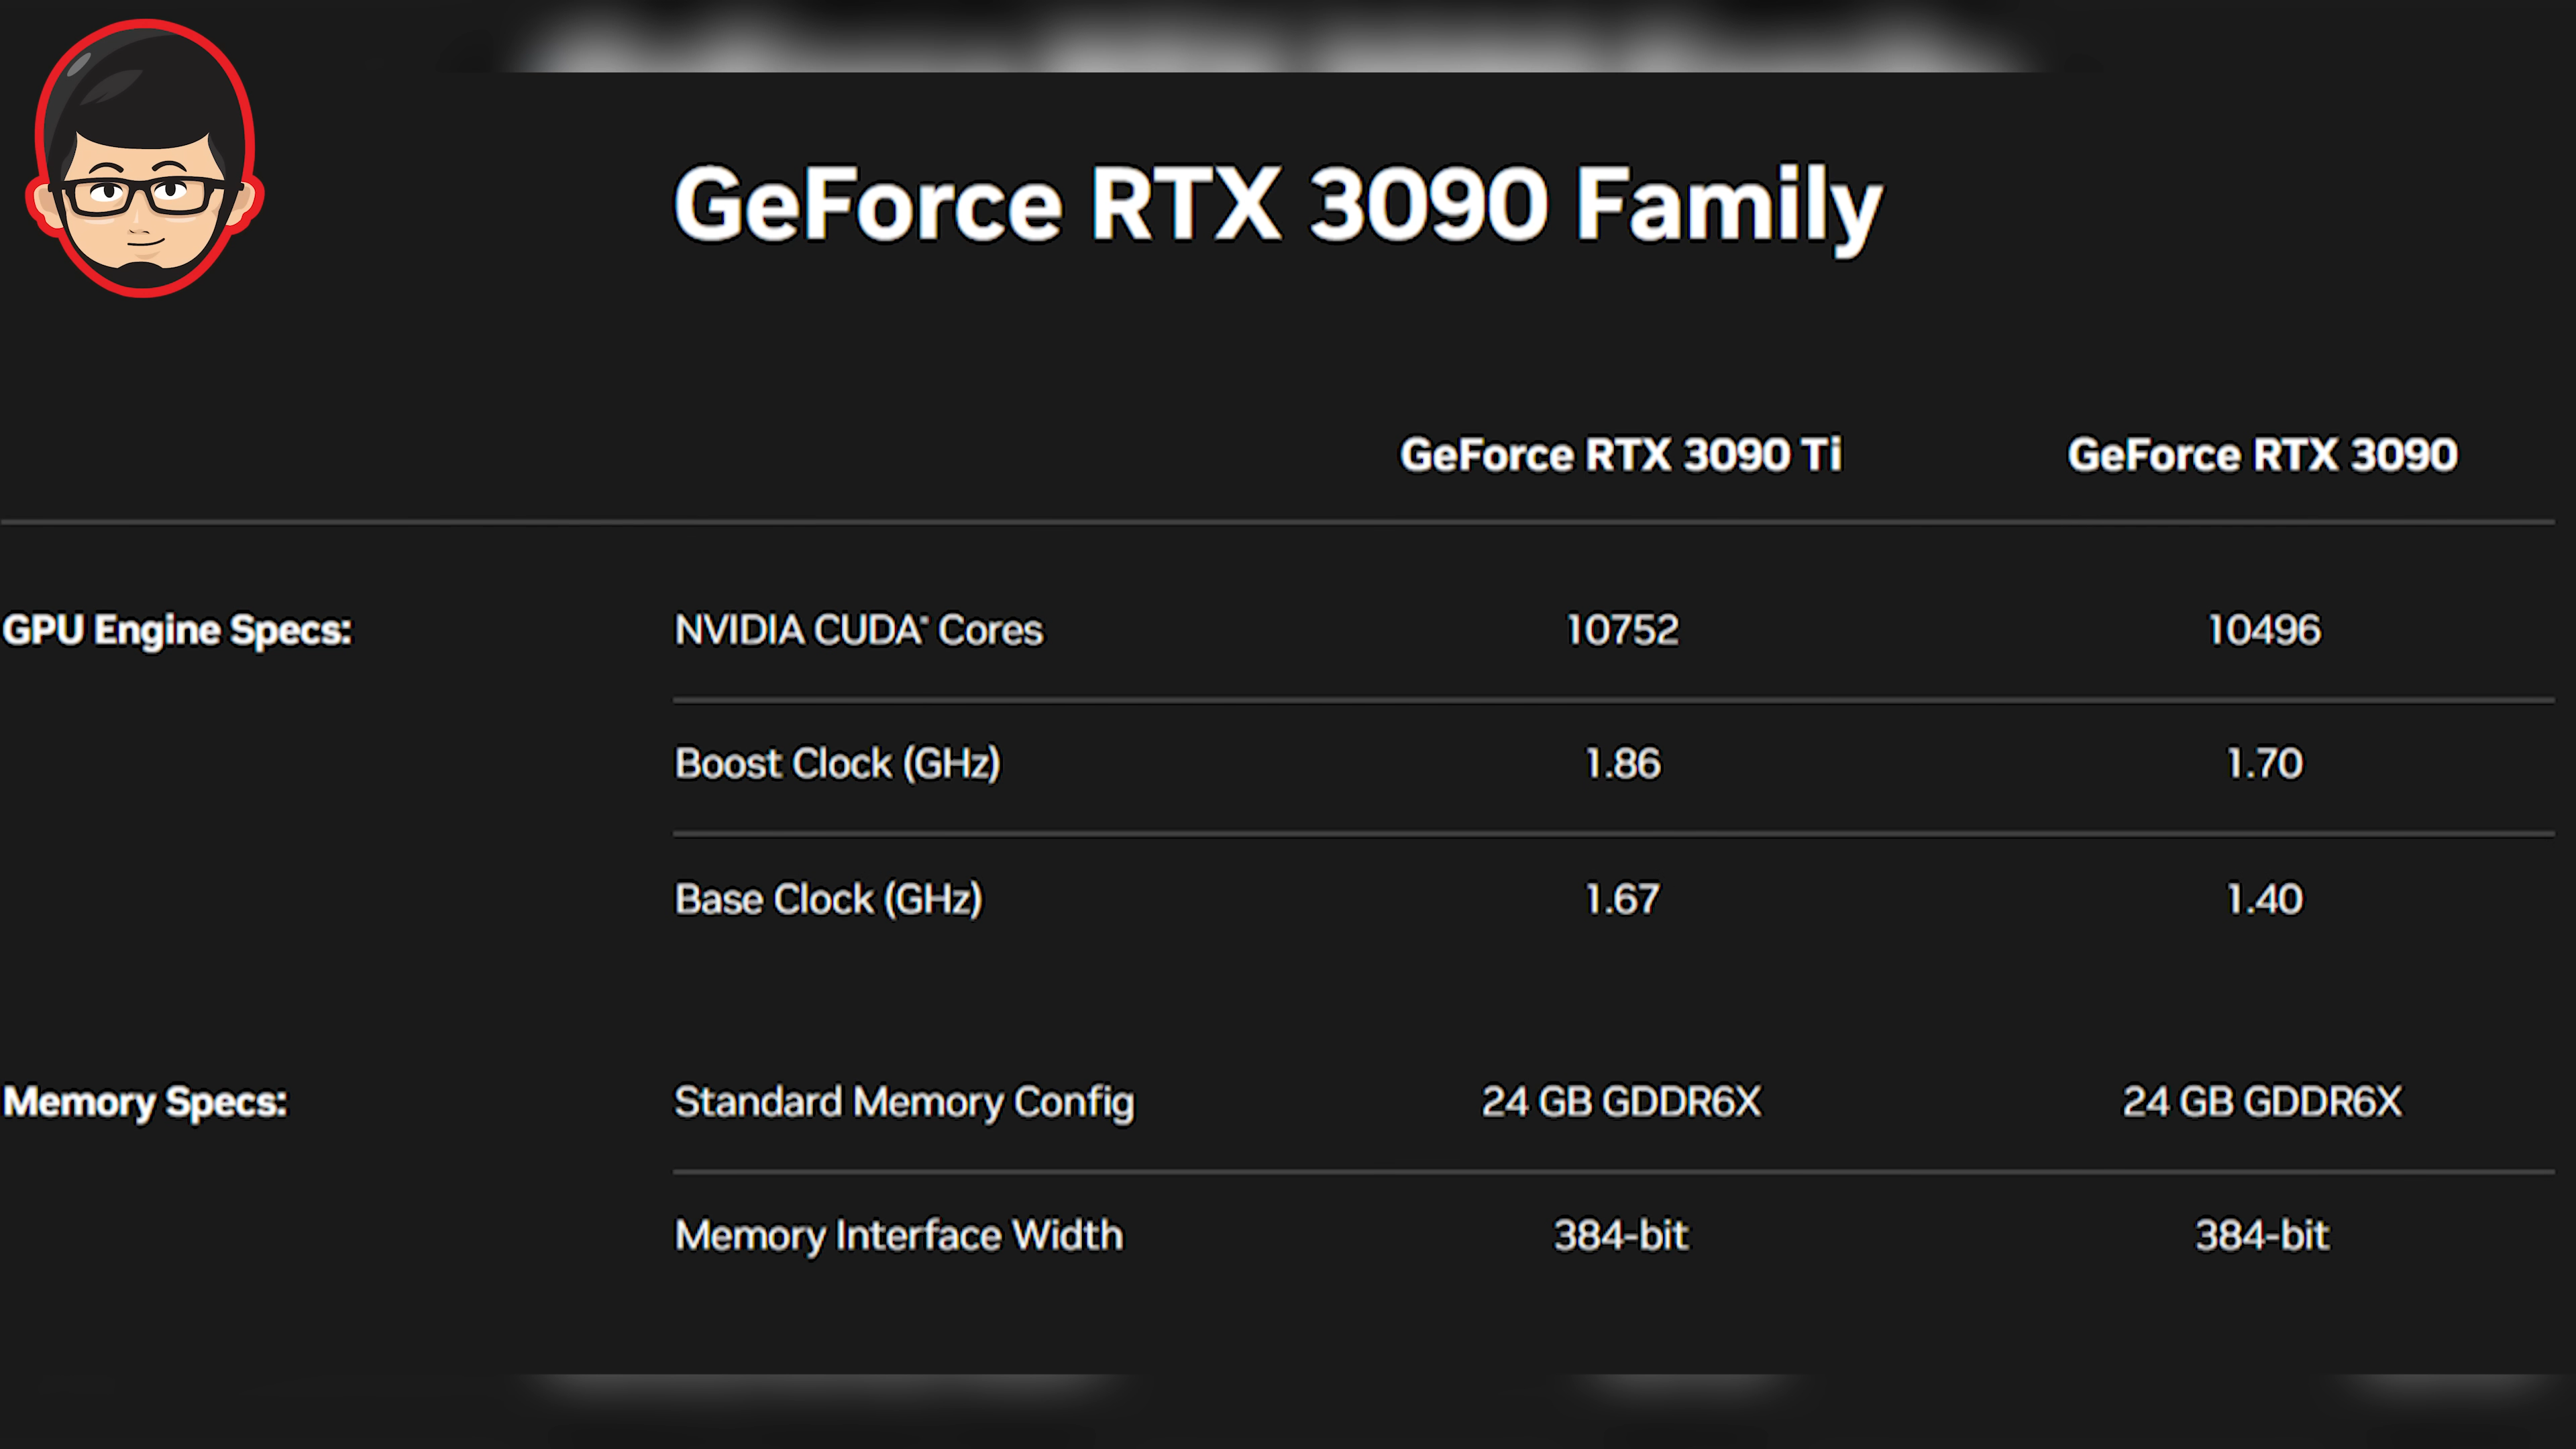 GeForce RTX 3090 Family
GeForce RTX 3090 Ti GeForce RTX 3090
GPU Engine Specs: NVIDIA CUDA® Cores 10752 10496
Boost Clock (GHz) 1.86 1.70
Base Clock (GHz) 1.67 1.40
Memory Specs: Standard Memory Config 24 GB GDDR6X 24 GB GDDR6X
Memory Interface Width 384-bit 384-bit